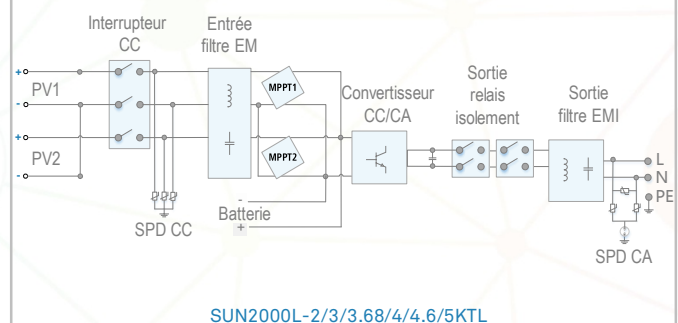 Interrupteur
CC
Entrée
filtre EM
MPPT1
Convertisseur
CC/CA
Sortie
relais
isolement
Sortie
filtre EMI
+
PV1
-
+
PV2
-
MPPT2
L
N
PE
-
Batterie
+
SPD CC
SPD CA
SUN2000L-2/3/3.68/4/4.6/5KTL